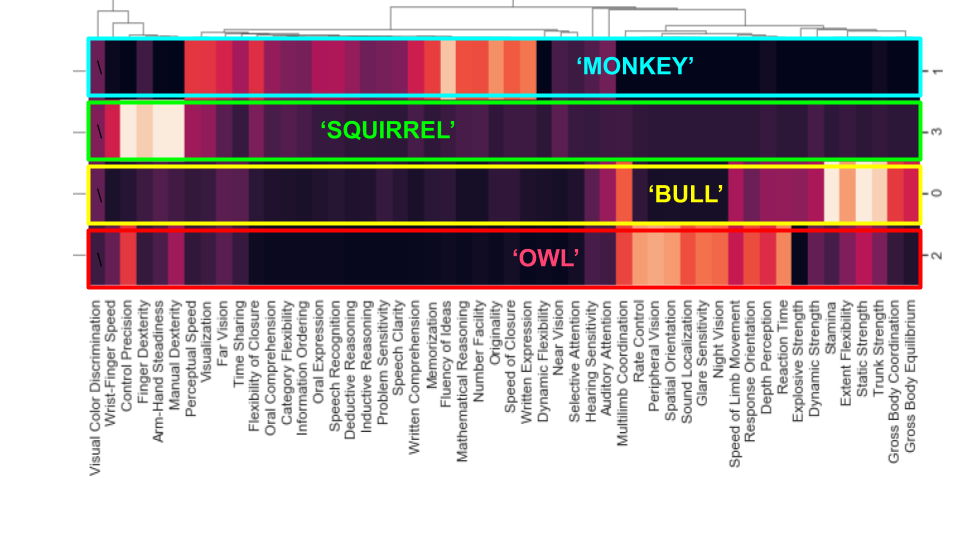 \ 'MONKEY' 1
\ 'SQUIRREL' 3
\ 'BULL' 0
\ 'OWL' 2
Visual Color Discrimination
Wrist-Finger Speed
Control Precision
Finger Dexterity
Arm-Hand Steadiness
Manual Dexterity
Perceptual Speed
Visualization
Far Vision
Time Sharing
Flexibility of Closure
Oral Comprehension
Category Flexibility
Information Ordering
Oral Expression
Speech Recognition
Deductive Reasoning
Inductive Reasoning
Problem Sensitivity
Speech Clarity
Written Comprehension
Memorization
Fluency of Ideas
Mathematical Reasoning
Number Facility
Originality
Speed of Closure
Written Expression
Dynamic Flexibility
Near Vision
Selective Attention
Hearing Sensitivity
Auditory Attention
Multilimb Coordination
Rate Control
Peripheral Vision
Spatial Orientation
Sound Localization
Glare Sensitivity
Night Vision
Speed of Limb Movement
Response Orientation
Depth Perception
Reaction Time
Explosive Strength
Dynamic Strength
Stamina
Extent Flexibility
Static Strength
Trunk Strength
Gross Body Coordination
Gross Body Equilibrium